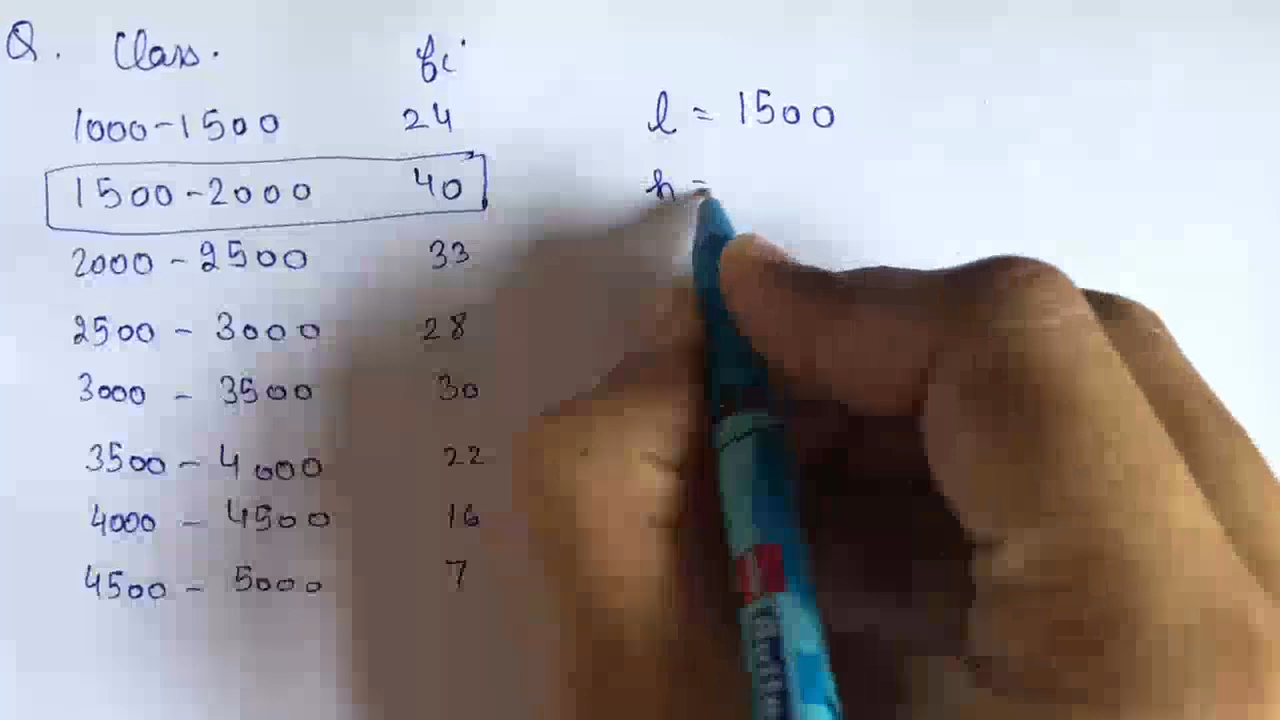 Q. Class. fi
1000-1500 24
1500-2000 40
2000-2500 33
2500-3000 28
3000-3500 30
3500-4000 22
4000-4500 16
4500-5000 7
l = 1500
h =